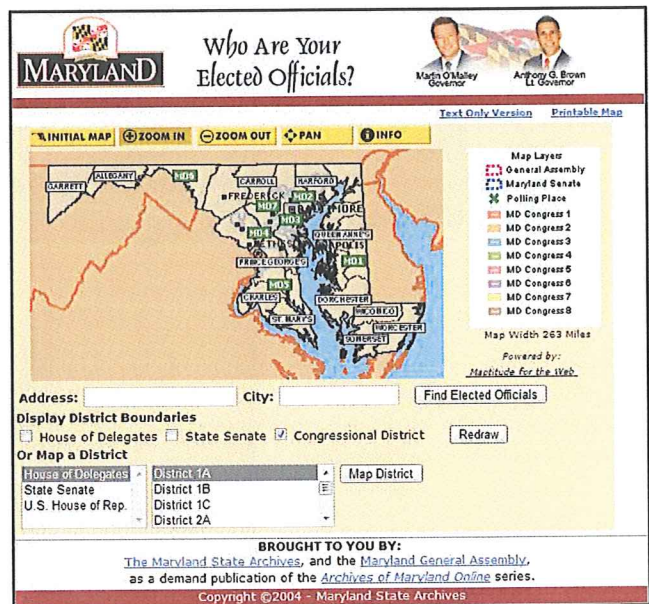 MARYLAND
Who Are Your
Elected Officials?
Martin O'Malley
Governor
Anthony G. Brown
Lt. Governor
Text Only Version Printable Map
INITIAL MAP ZOOM IN ZOOM OUT PAN INFO
GARRETT
ALLEGANY
MD6
CARROLL
HARFORD
FREDERICK
MD2
MD7
MD3
MD4
QUEEN ANNE'S
MD1
PRINCE GEORGE'S
MD5
CHARLES
DORCHESTER
ST. MARY'S
WICOMICO
WORCESTER
SOMERSET
Map Layers
General Assembly
Maryland Senate
Polling Place
MD Congress 1
MD Congress 2
MD Congress 3
MD Congress 4
MD Congress 5
MD Congress 6
MD Congress 7
MD Congress 8
Map Width 263 Miles
Powered by:
Maptitude for the Web
Address: City: Find Elected Officials
Display District Boundaries
House of Delegates State Senate Congressional District Redraw
Or Map a District
House of Delegates
State Senate
U.S. House of Rep.
District 1A
District 1B
District 1C
District 2A
Map District
BROUGHT TO YOU BY:
The Maryland State Archives, and the Maryland General Assembly,
as a demand publication of the Archives of Maryland Online series.
Copyright ©2004 - Maryland State Archives